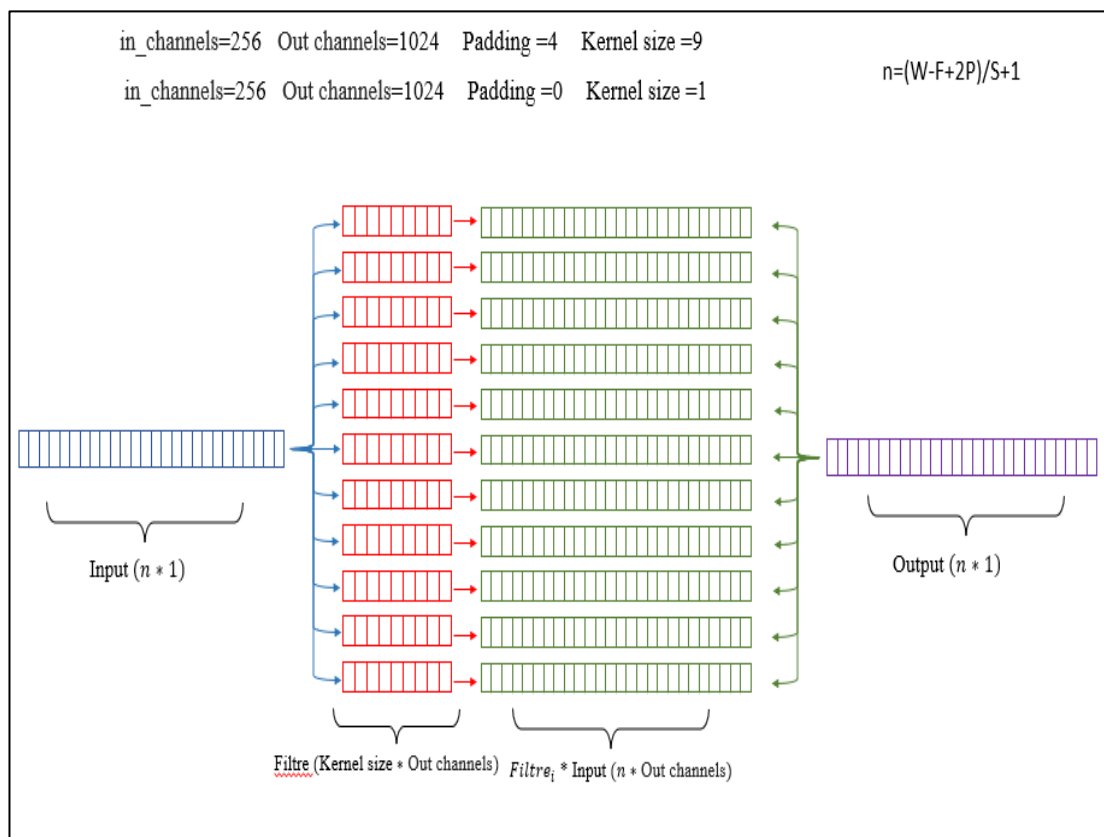 in_channels=256 Out channels=1024 Padding =4 Kernel size =9
in_channels=256 Out channels=1024 Padding =0 Kernel size =1
n=(W-F+2P)/S+1
Input (n * 1)
Output (n * 1)
Filtre (Kernel size * Out channels)
Filtreᵢ * Input (n * Out channels)